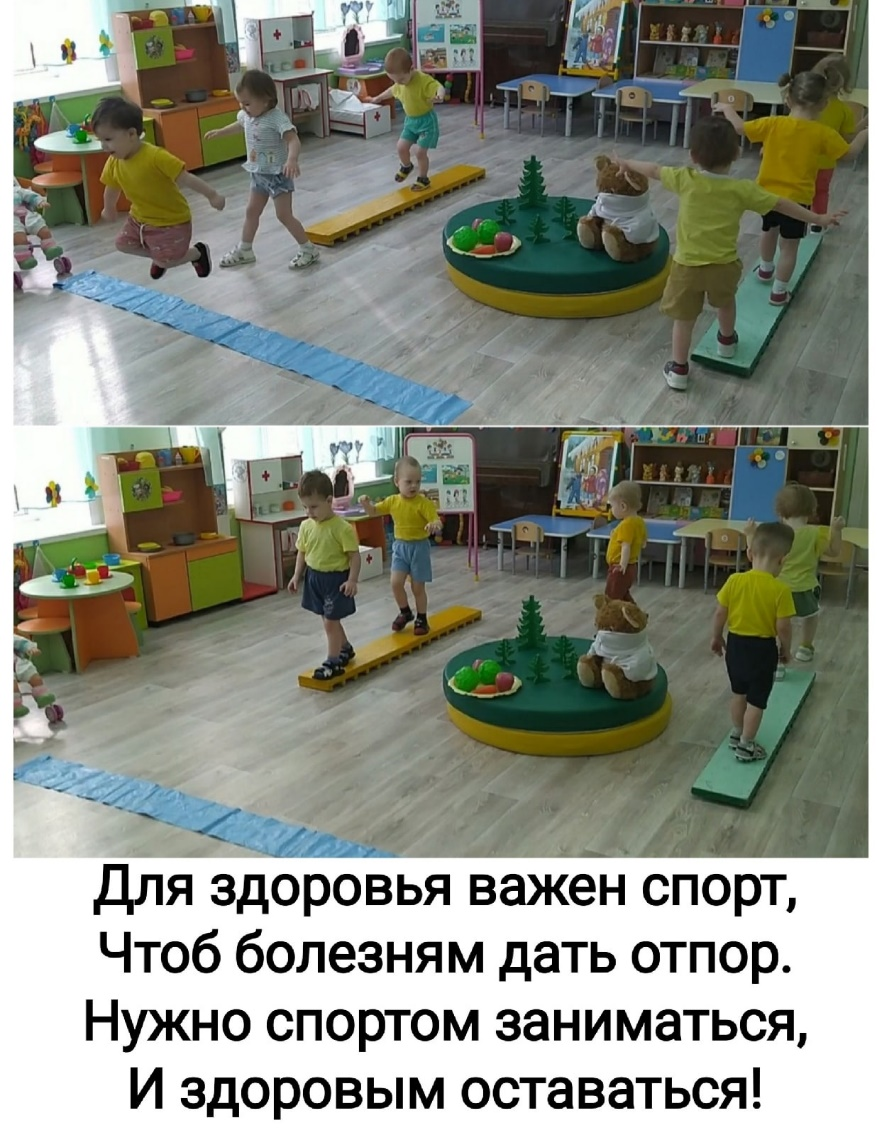 Для здоровья важен спорт,
Чтоб болезням дать отпор.
Нужно спортом заниматься,
И здоровым оставаться!